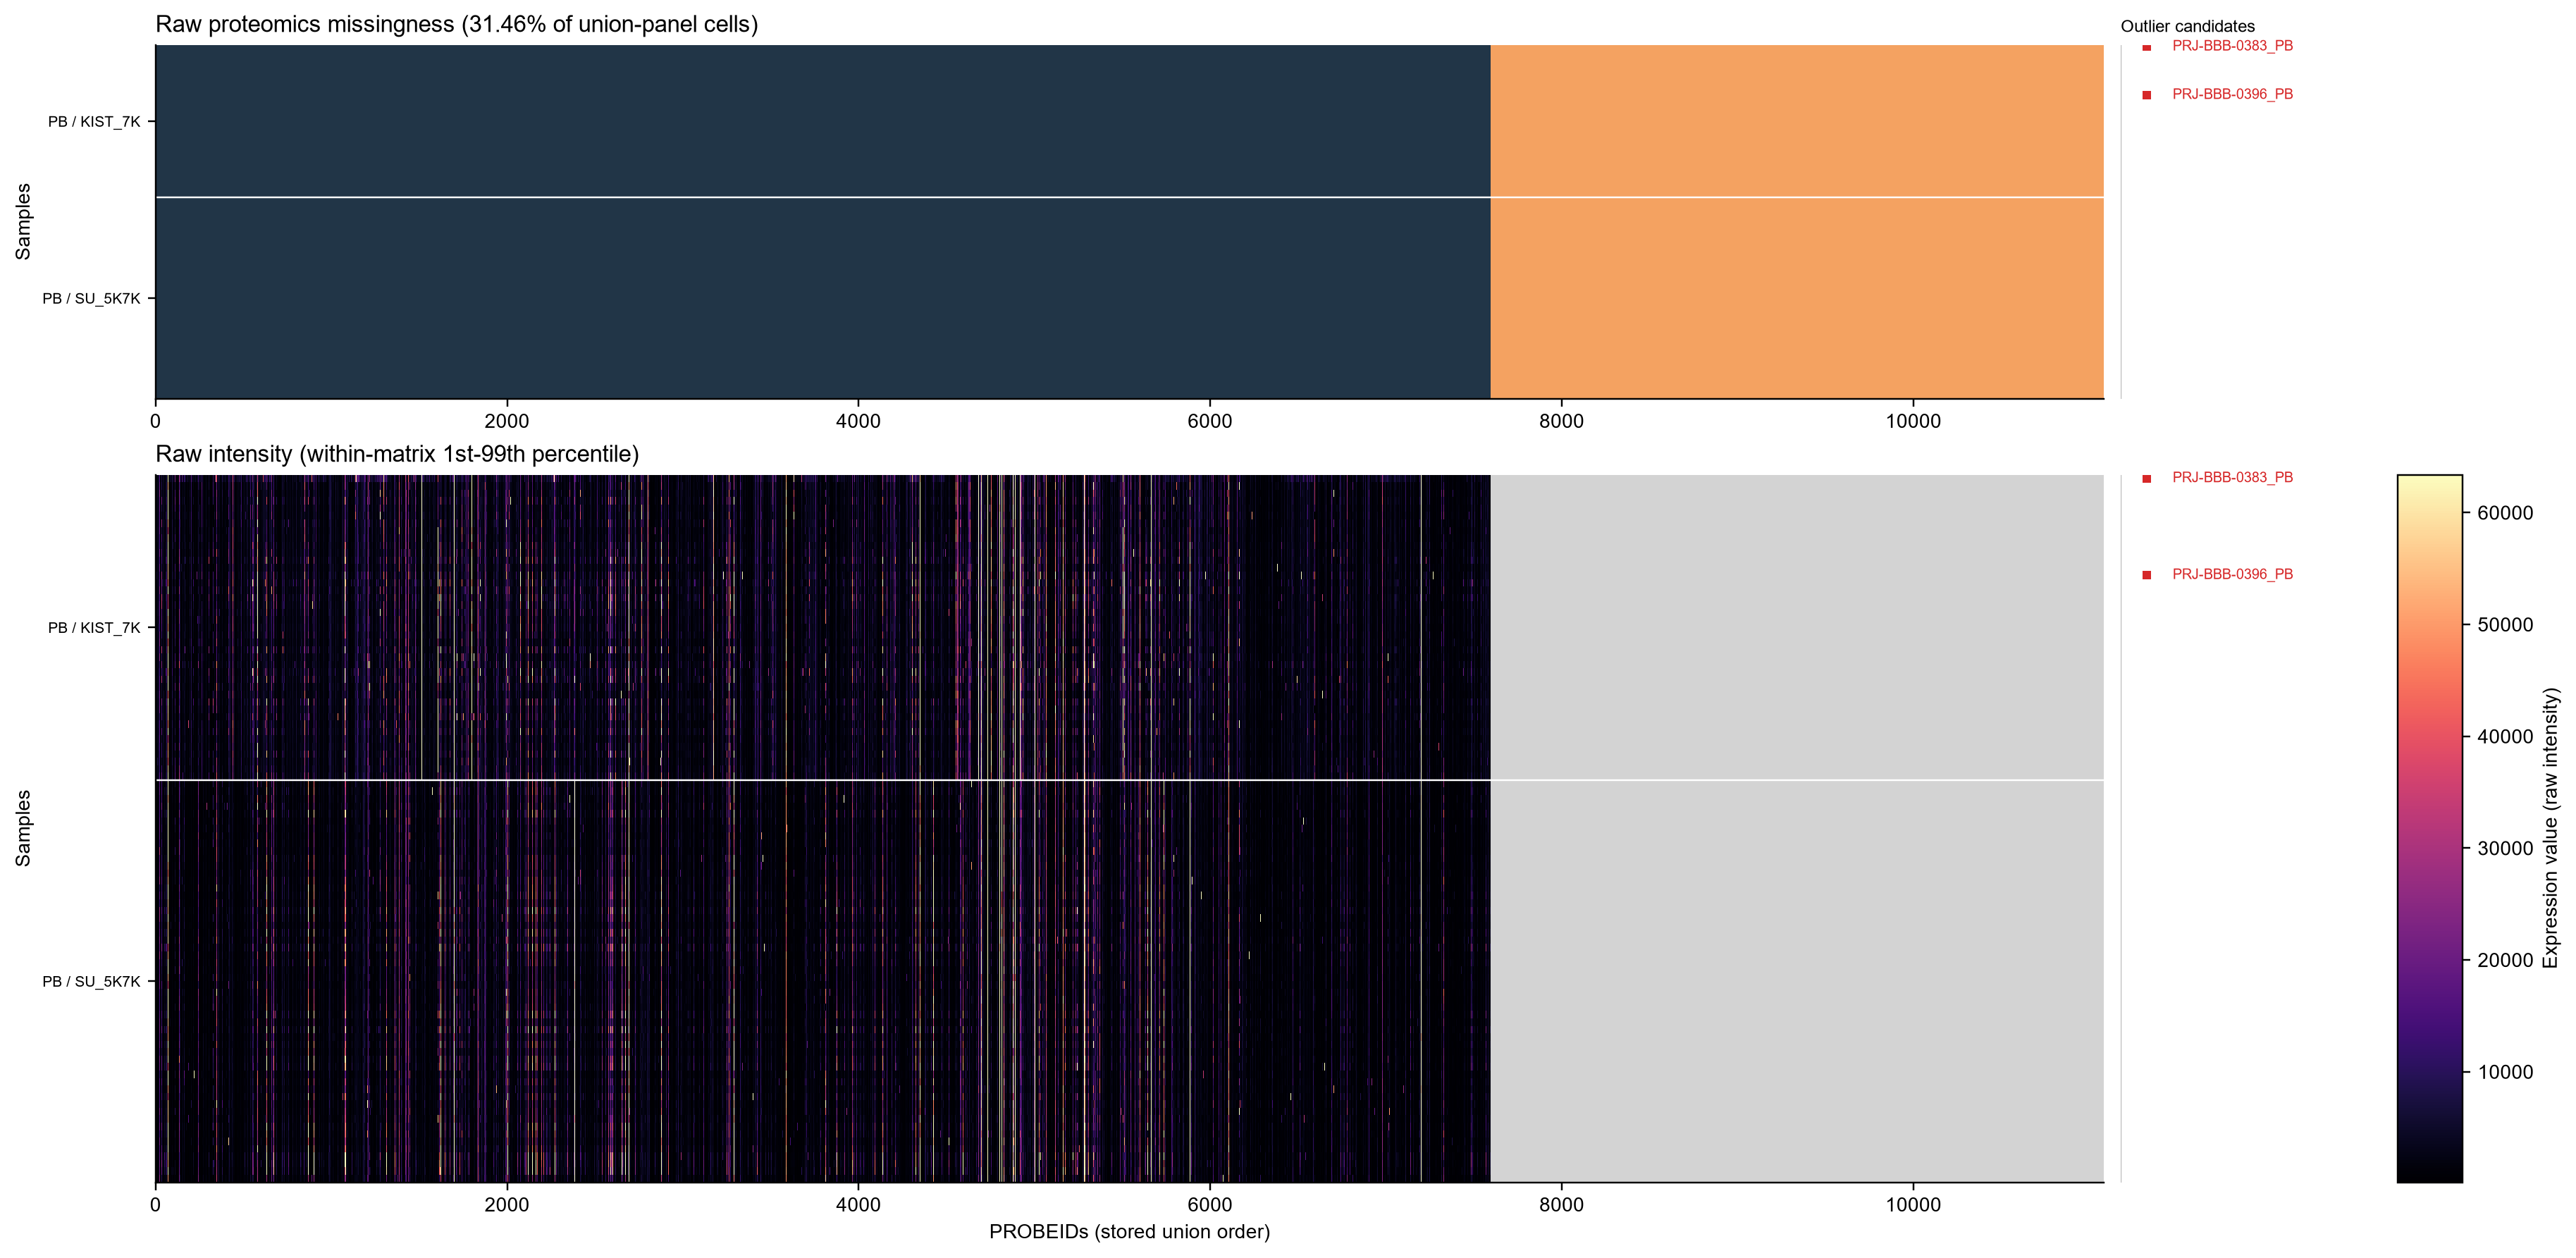 Raw proteomics missingness (31.46% of union-panel cells)
Outlier candidates
PRJ-BBB-0383_PB
PRJ-BBB-0396_PB
PB / KIST_7K
PB / SU_5K7K
Samples
0 2000 4000 6000 8000 10000
Raw intensity (within-matrix 1st-99th percentile)
PRJ-BBB-0383_PB
PRJ-BBB-0396_PB
PB / KIST_7K
PB / SU_5K7K
Samples
0 2000 4000 6000 8000 10000
PROBEIDs (stored union order)
60000
50000
40000
30000
20000
10000
Expression value (raw intensity)